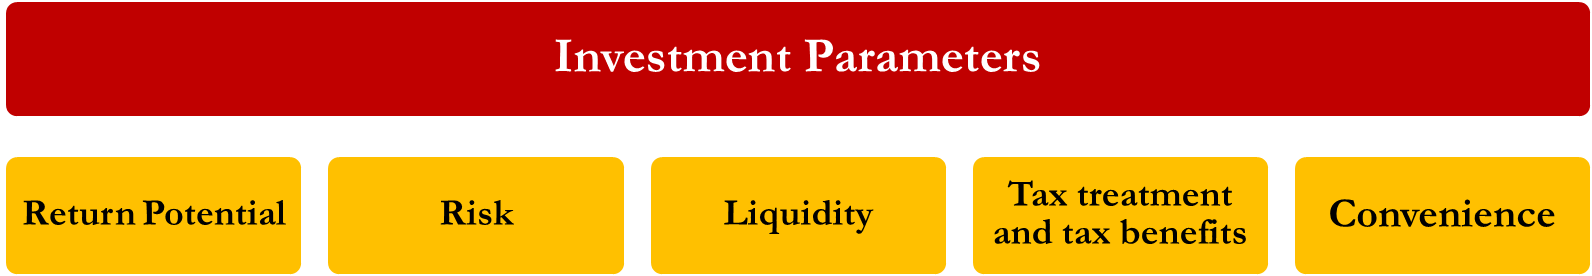 Investment Parameters
Return Potential
Risk
Liquidity
Tax treatment
and tax benefits
Convenience